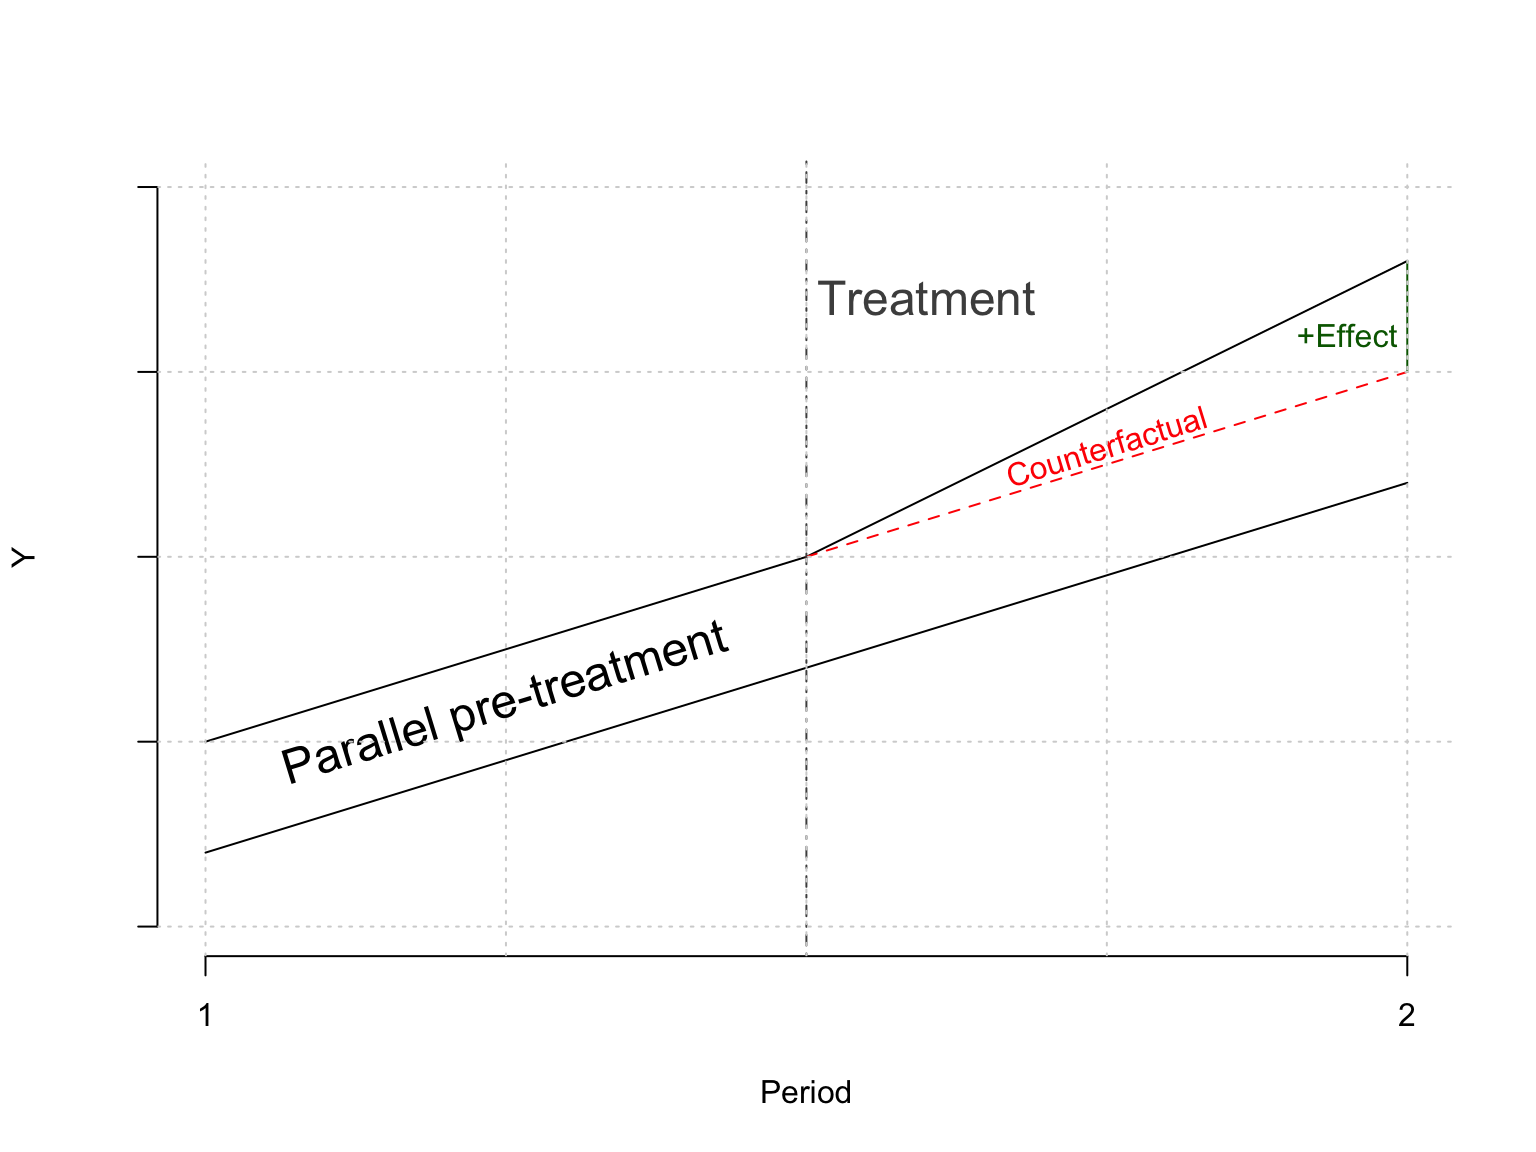 Treatment
+Effect
Counterfactual
Y
Parallel pre-treatment
1
2
Period